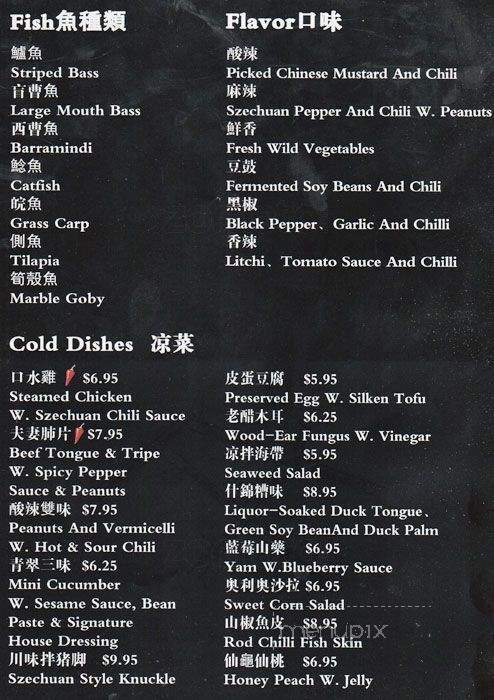 Fish魚種類
鱸魚
Striped Bass
盲曹魚
Large Mouth Bass
西曹魚
Barramindi
鯰魚
Catfish
皖魚
Grass Carp
側魚
Tilapia
筍殼魚
Marble Goby
Flavor口味
酸辣
Picked Chinese Mustard And Chili
麻辣
Szechuan Pepper And Chili W. Peanuts
鮮香
Fresh Wild Vegetables
豆鼓
Fermented Soy Beans And Chili
黑椒
Black Pepper、Garlic And Chilli
香辣
Litchi、Tomato Sauce And Chilli
Cold Dishes 凉菜
口水雞 $6.95
Steamed Chicken
W. Szechuan Chili Sauce
夫妻肺片 $7.95
Beef Tongue & Tripe
W. Spicy Pepper
Sauce & Peanuts
酸辣雙味 $7.95
Peanuts And Vermicelli
W. Hot & Sour Chili
青翠三味 $6.25
Mini Cucumber
W. Sesame Sauce, Bean
Paste & Signature
House Dressing
川味拌猪脚 $9.95
Szechuan Style Knuckle
皮蛋豆腐 $5.95
Preserved Egg W. Silken Tofu
老醋木耳 $6.25
Wood-Ear Fungus W. Vinegar
凉拌海帶 $5.95
Seaweed Salad
什錦糟味 $8.95
Liquor-Soaked Duck Tongue、
Green Soy BeanAnd Duck Palm
藍莓山藥 $6.95
Yam W.Blueberry Sauce
奥利奥沙拉 $6.95
Sweet Corn Salad
山椒魚皮 $8.95
Rod Chilli Fish Skin
仙龜仙桃 $6.95
Honey Peach W. Jelly
menupix